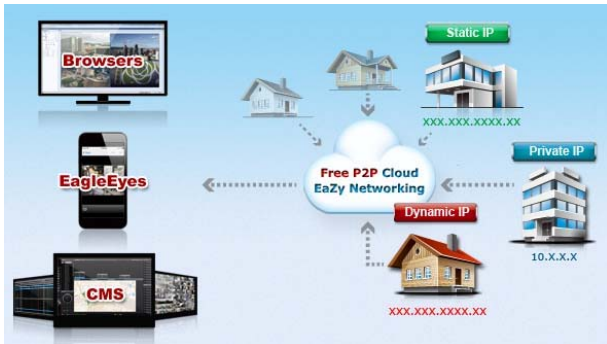 Browsers
EagleEyes
CMS
Free P2P Cloud
EaZy Networking
Static IP
XXX.XXX.XXXX.XX
Private IP
10.X.X.X
Dynamic IP
XXX.XXX.XXXX.XX